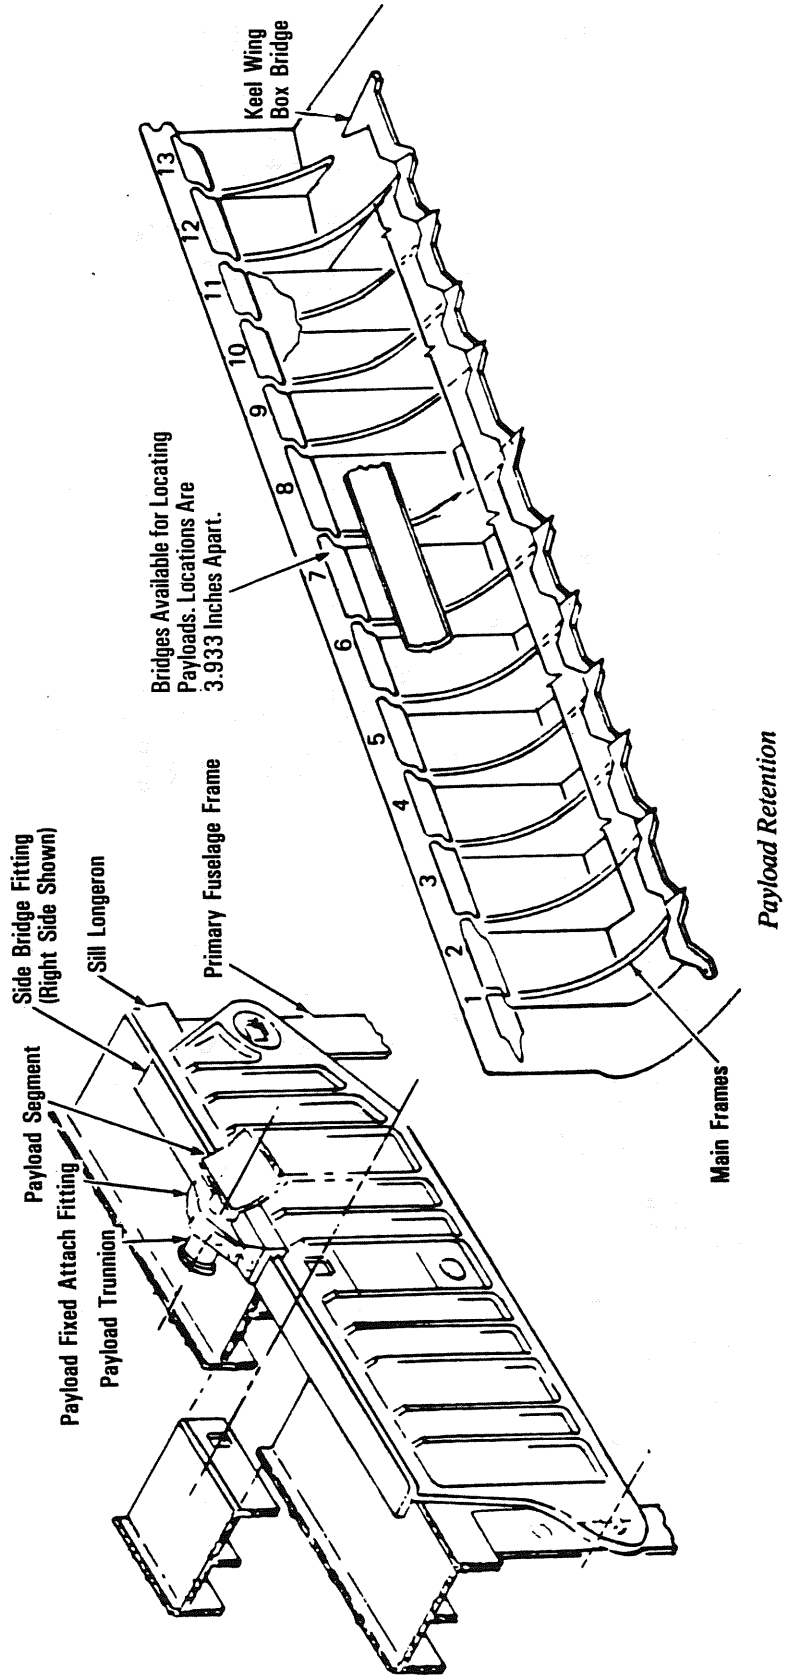 Side Bridge Fitting
(Right Side Shown)
Payload Segment
Sill Longeron
Payload Fixed Attach Fitting
Payload Trunnion
Primary Fuselage Frame
Bridges Available for Locating
Payloads. Locations Are
3.933 Inches Apart.
Keel Wing
Box Bridge
1
2
3
4
5
6
7
8
9
10
11
12
13
Main Frames
Payload Retention